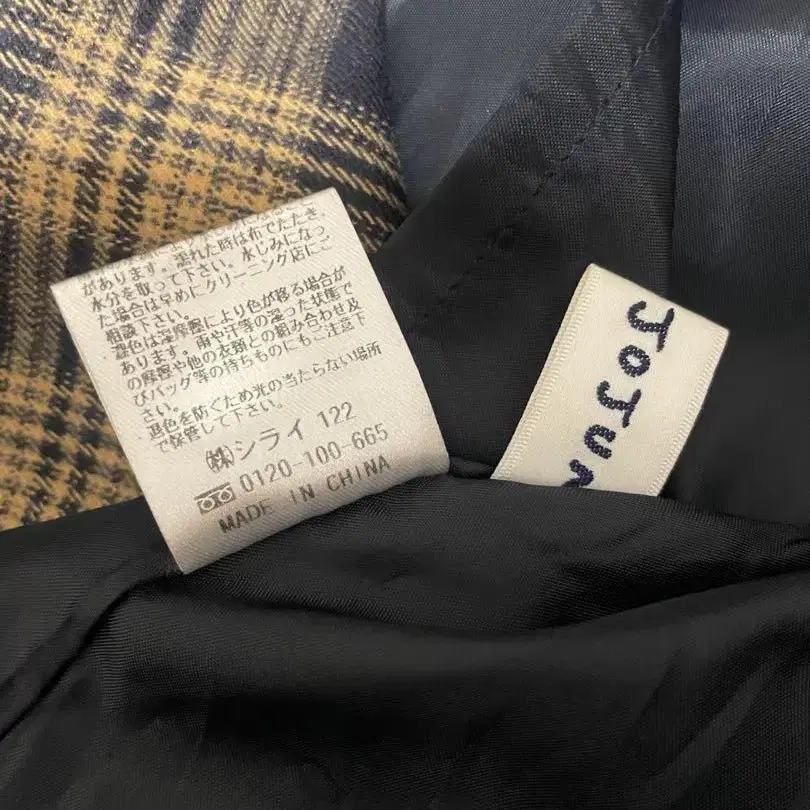 があります。濡れた時は布でたたき、
水分を取って下さい。水じみになっ
た場合は早めにクリーニング店にご
相談下さい。
濃色は淫摩擦により色が移る場合が
あります。雨や汗等の湿った状態で
の摩擦や他の衣類との組み合わせ及
びバック等の持ちものにもご注意下
さい。
退色を防ぐため光の当たらない場所
で保管して下さい。
㈱シライ 122
0120-100-665
MADE IN CHINA
JOJUN